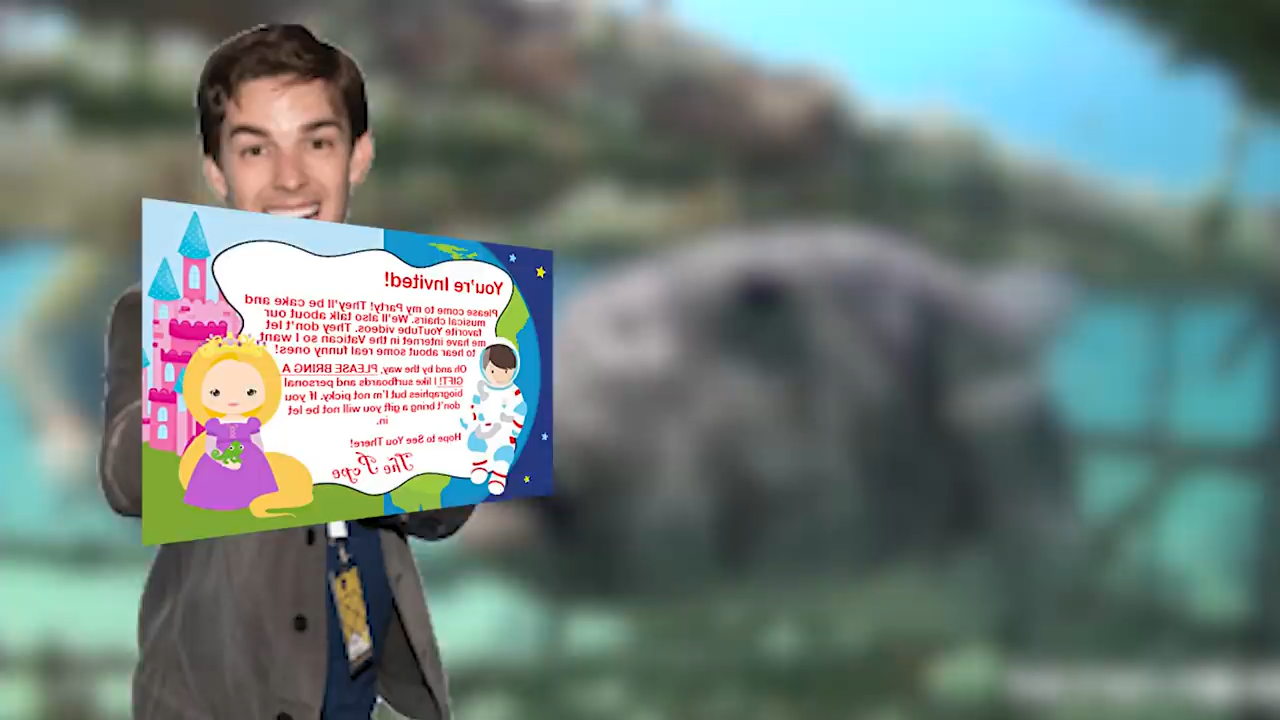 You're Invited!
Please come to my Party! They'll be cake and
musical chairs. We'll also talk about our
favorite YouTube videos. They don't let
me have internet in the Vatican so I want
to hear about some real funny ones!
Oh and by the way, PLEASE BRING A
GIFT! I like surfboards and personal
biographies but I'm not picky. If you
don't bring a gift you will not be let
in.
Hope to See You There!
The Pope